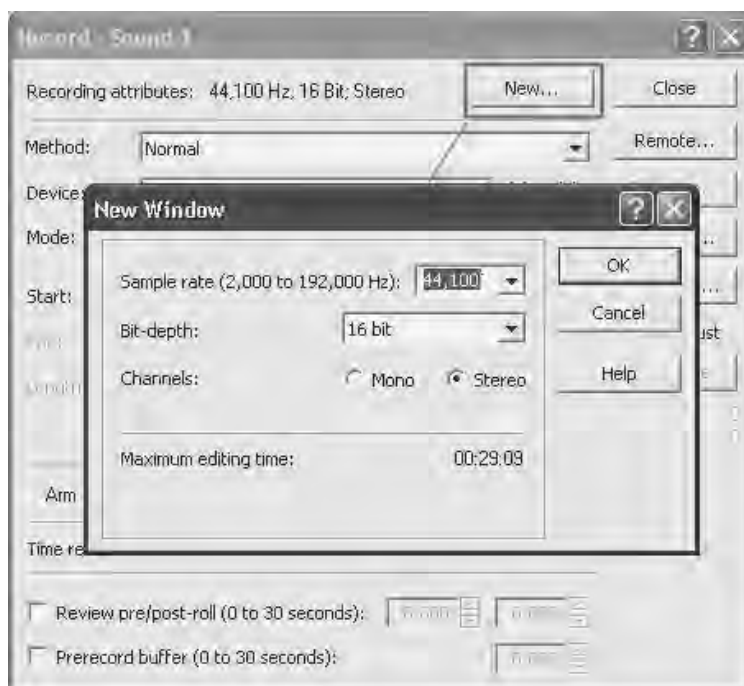 Record - Sound 1
Recording attributes: 44,100 Hz, 16 Bit; Stereo New... Close
Method: Normal Remote...
Device:
New Window
Mode:
Sample rate (2,000 to 192,000 Hz): 44,100 OK
Start:
Bit-depth: 16 bit Cancel
Channels: Mono Stereo Help
Maximum editing time: 00:29:09
Arm
Time re
Review pre/post-roll (0 to 30 seconds):
Prerecord buffer (0 to 30 seconds):